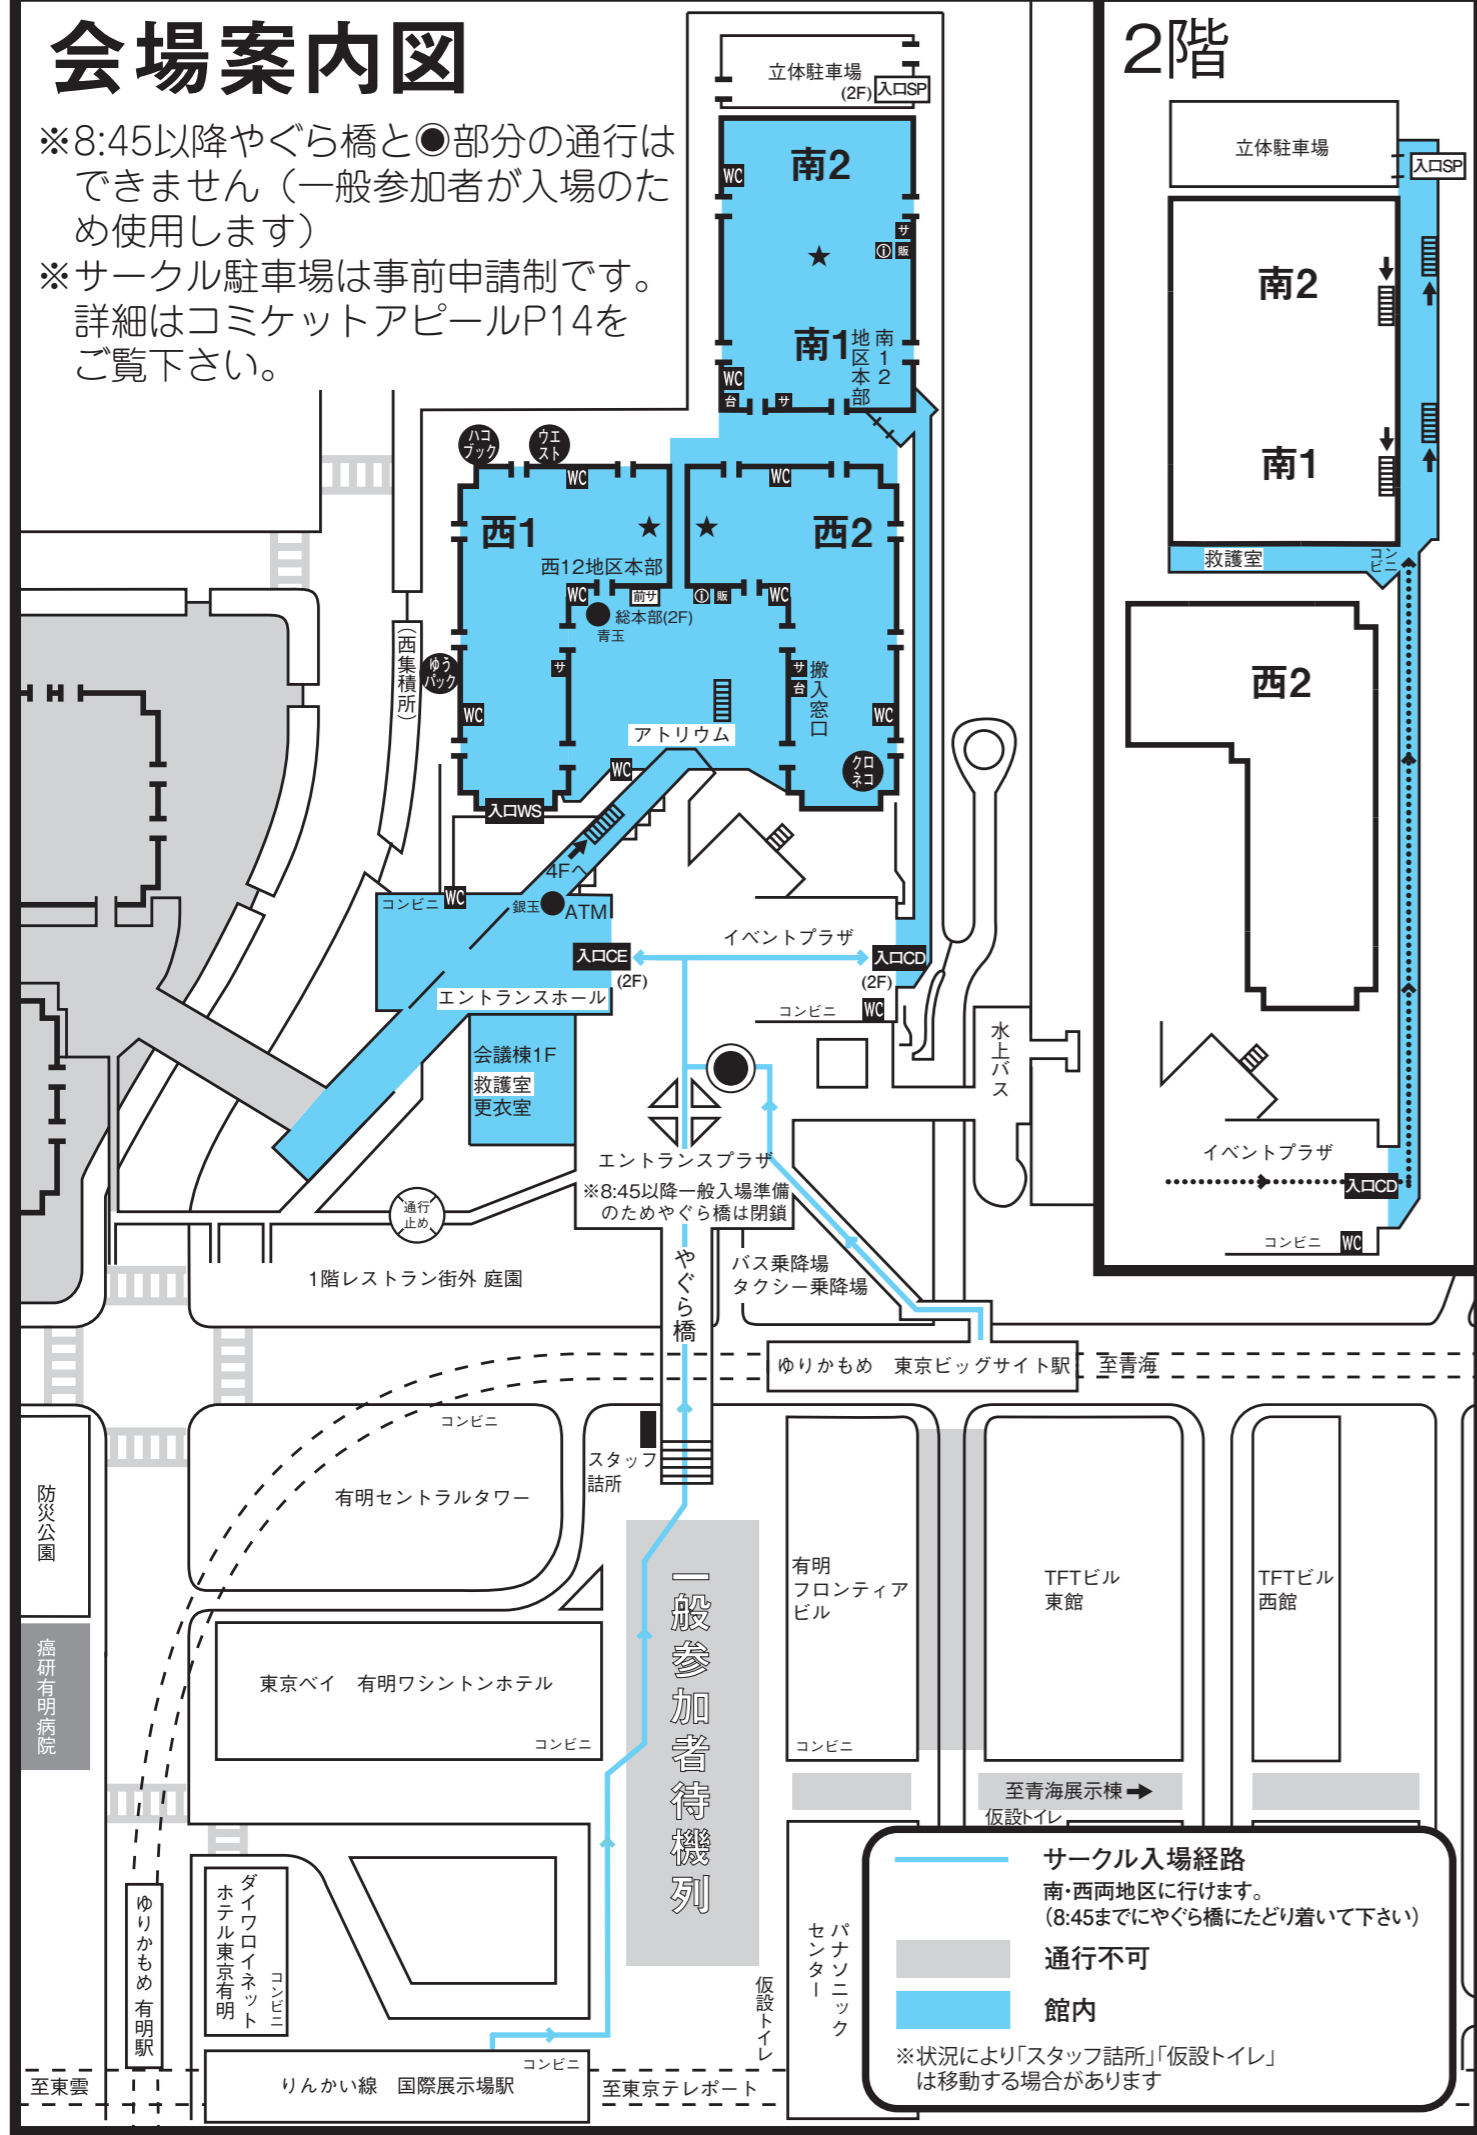 会場案内図
※8:45以降やぐら橋と◉部分の通行は
できません（一般参加者が入場のた
め使用します）
※サークル駐車場は事前申請制です。
詳細はコミケットアピールP14を
ご覧下さい。
立体駐車場
(2F)
入口SP
南2
WC
サ
ⓘ
販
★
南1
南12
地区本部
WC
台
サ
ハコ
ブック
ウエ
スト
WC
WC
西1
★
★
西2
西12地区本部
WC
前サ
ⓘ
販
WC
総本部(2F)
青玉
(西集積所)
ゆう
パック
サ
サ
台
搬入窓口
WC
WC
アトリウム
WC
クロ
ネコ
入口WS
4Fへ
コンビニ
WC
銀玉
ATM
イベントプラザ
入口CE
(2F)
入口CD
(2F)
エントランスホール
コンビニ
WC
会議棟1F
救護室
更衣室
水上バス
エントランスプラザ
※8:45以降一般入場準備
のためやぐら橋は閉鎖
通行
止め
1階レストラン街外 庭園
やぐら橋
バス乗降場
タクシー乗降場
ゆりかもめ　東京ビッグサイト駅
至青海
2階
立体駐車場
入口SP
南2
南1
救護室
コン
ビニ
西2
イベントプラザ
入口CD
コンビニ
WC
コンビニ
スタッフ
詰所
防災公園
有明セントラルタワー
一般参加者待機列
有明
フロンティア
ビル
TFTビル
東館
TFTビル
西館
癌研有明病院
東京ベイ　有明ワシントンホテル
コンビニ
コンビニ
至青海展示棟➡
仮設トイレ
ゆりかもめ 有明駅
ダイワロイネット
ホテル東京有明
コンビニ
仮設トイレ
パナソニック
センター
サークル入場経路
南・西両地区に行けます。
（8:45までにやぐら橋にたどり着いて下さい）
通行不可
館内
※状況により｢スタッフ詰所｣｢仮設トイレ｣
は移動する場合があります
至東雲
りんかい線　国際展示場駅
コンビニ
至東京テレポート